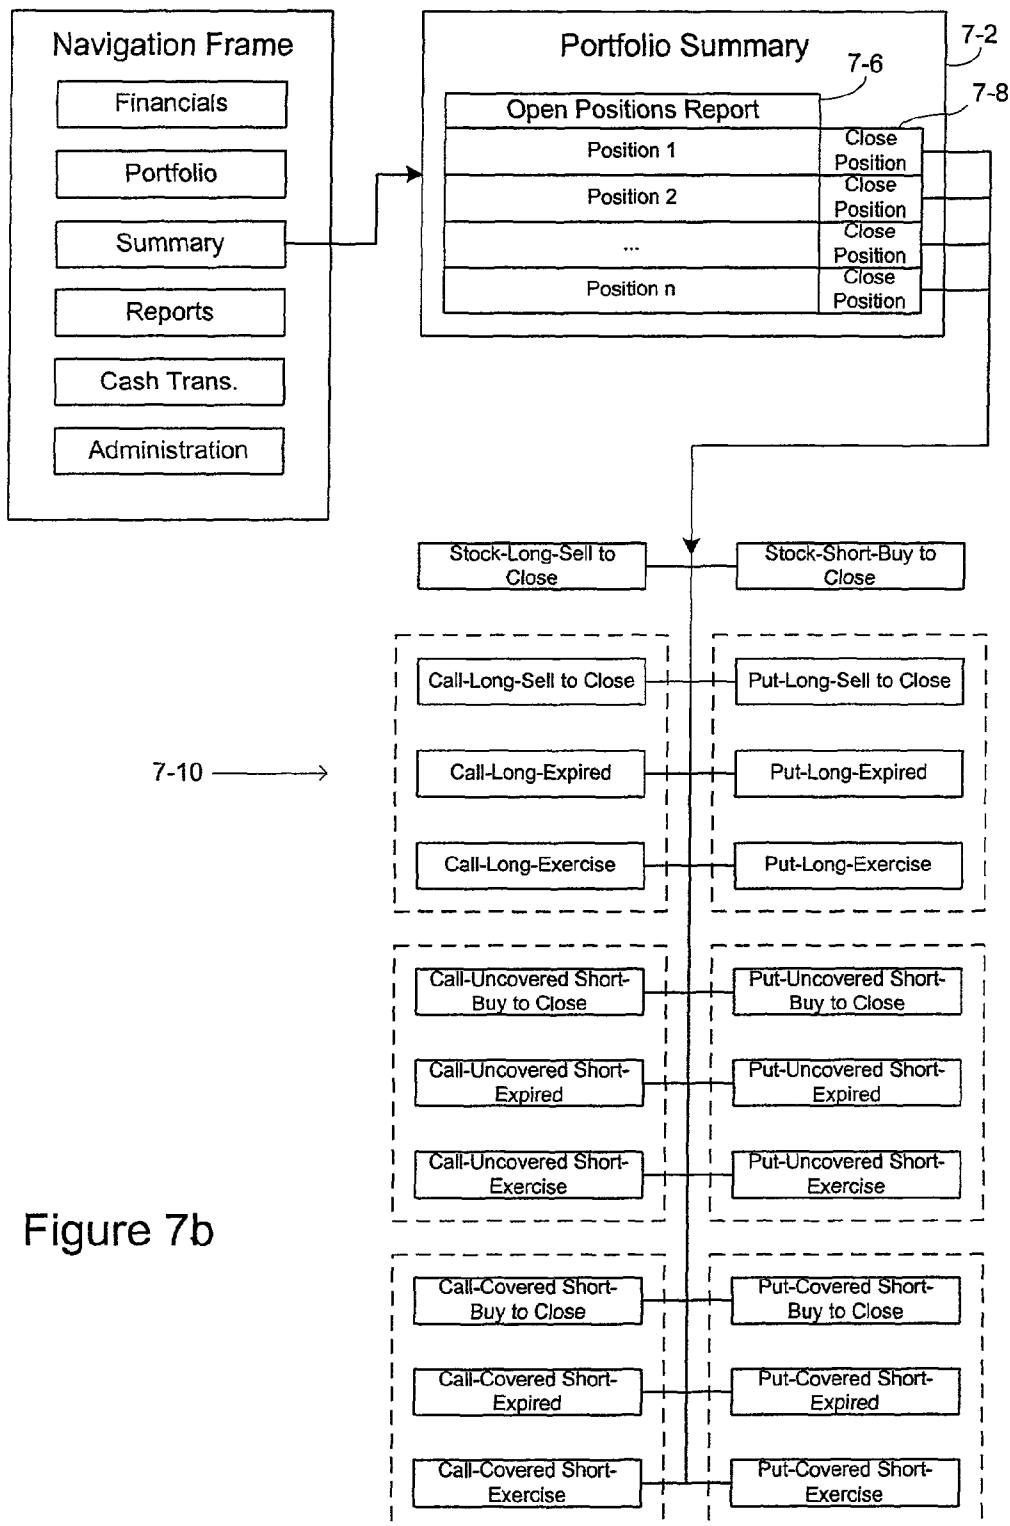 Navigation Frame
Financials
Portfolio
Summary
Reports
Cash Trans.
Administration
Portfolio Summary
7-2
7-6
7-8
Open Positions Report
Position 1
Close
Position
Position 2
Close
Position
...
Close
Position
Position n
Close
Position
Stock-Long-Sell to
Close
Stock-Short-Buy to
Close
Call-Long-Sell to Close
Put-Long-Sell to Close
7-10
Call-Long-Expired
Put-Long-Expired
Call-Long-Exercise
Put-Long-Exercise
Call-Uncovered Short-
Buy to Close
Put-Uncovered Short-
Buy to Close
Call-Uncovered Short-
Expired
Put-Uncovered Short-
Expired
Call-Uncovered Short-
Exercise
Put-Uncovered Short-
Exercise
Figure 7b
Call-Covered Short-
Buy to Close
Put-Covered Short-
Buy to Close
Call-Covered Short-
Expired
Put-Covered Short-
Expired
Call-Covered Short-
Exercise
Put-Covered Short-
Exercise